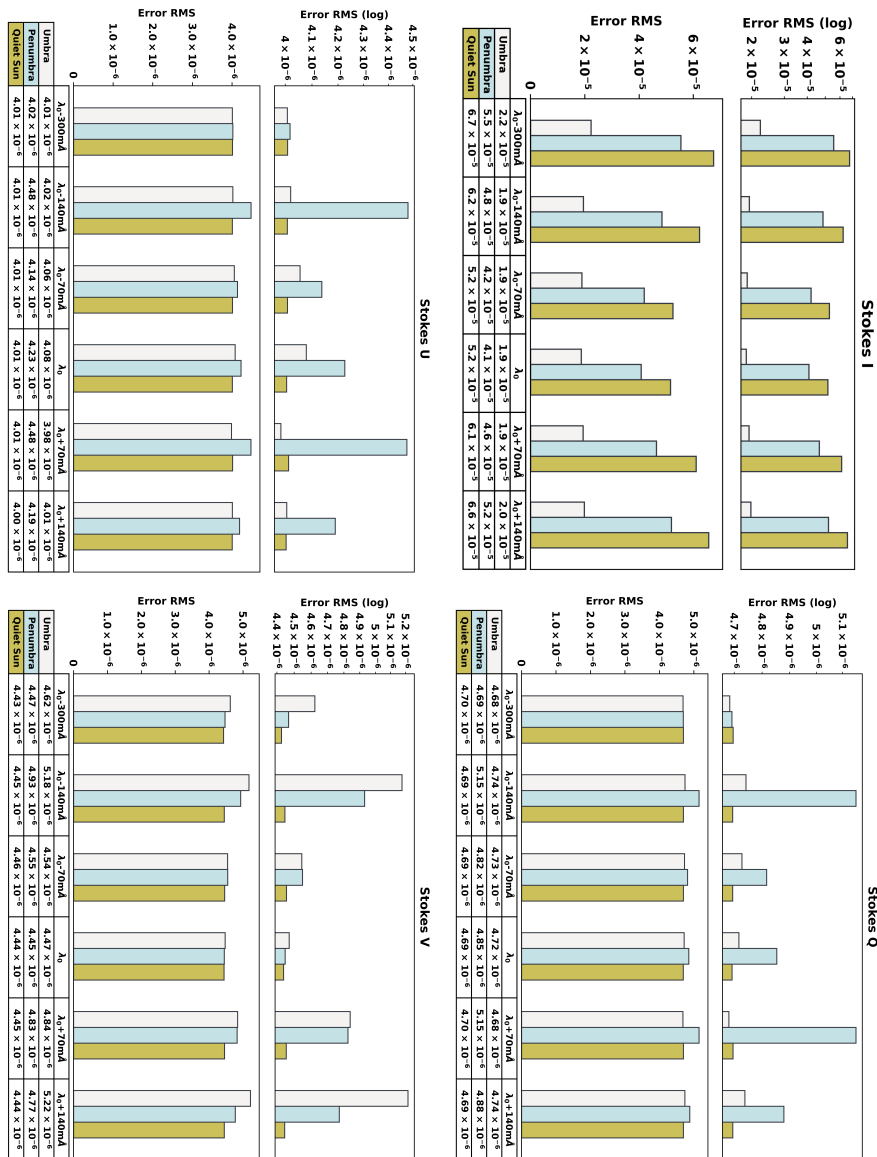 Stokes I
Error RMS (log)
6 × 10⁻⁵
4 × 10⁻⁵
3 × 10⁻⁵
2 × 10⁻⁵
Error RMS
6 × 10⁻⁵
4 × 10⁻⁵
2 × 10⁻⁵
0
λ₀-300mÅ λ₀-140mÅ λ₀-70mÅ λ₀ λ₀+70mÅ λ₀+140mÅ
Umbra 2.2 × 10⁻⁵ 1.9 × 10⁻⁵ 1.9 × 10⁻⁵ 1.9 × 10⁻⁵ 1.9 × 10⁻⁵ 2.0 × 10⁻⁵
Penumbra 5.5 × 10⁻⁵ 4.8 × 10⁻⁵ 4.2 × 10⁻⁵ 4.1 × 10⁻⁵ 4.6 × 10⁻⁵ 5.2 × 10⁻⁵
Quiet Sun 6.7 × 10⁻⁵ 6.2 × 10⁻⁵ 5.2 × 10⁻⁵ 5.2 × 10⁻⁵ 6.1 × 10⁻⁵ 6.6 × 10⁻⁵
Stokes Q
Error RMS (log)
5.1 × 10⁻⁶
5 × 10⁻⁶
4.9 × 10⁻⁶
4.8 × 10⁻⁶
4.7 × 10⁻⁶
Error RMS
5.0 × 10⁻⁶
4.0 × 10⁻⁶
3.0 × 10⁻⁶
2.0 × 10⁻⁶
1.0 × 10⁻⁶
0
λ₀-300mÅ λ₀-140mÅ λ₀-70mÅ λ₀ λ₀+70mÅ λ₀+140mÅ
Umbra 4.68 × 10⁻⁶ 4.74 × 10⁻⁶ 4.73 × 10⁻⁶ 4.72 × 10⁻⁶ 4.68 × 10⁻⁶ 4.74 × 10⁻⁶
Penumbra 4.69 × 10⁻⁶ 5.15 × 10⁻⁶ 4.82 × 10⁻⁶ 4.85 × 10⁻⁶ 5.15 × 10⁻⁶ 4.88 × 10⁻⁶
Quiet Sun 4.70 × 10⁻⁶ 4.69 × 10⁻⁶ 4.69 × 10⁻⁶ 4.69 × 10⁻⁶ 4.70 × 10⁻⁶ 4.69 × 10⁻⁶
Stokes U
Error RMS (log)
4.5 × 10⁻⁶
4.4 × 10⁻⁶
4.3 × 10⁻⁶
4.2 × 10⁻⁶
4.1 × 10⁻⁶
4 × 10⁻⁶
Error RMS
4.0 × 10⁻⁶
3.0 × 10⁻⁶
2.0 × 10⁻⁶
1.0 × 10⁻⁶
0
λ₀-300mÅ λ₀-140mÅ λ₀-70mÅ λ₀ λ₀+70mÅ λ₀+140mÅ
Umbra 4.01 × 10⁻⁶ 4.02 × 10⁻⁶ 4.06 × 10⁻⁶ 4.08 × 10⁻⁶ 3.98 × 10⁻⁶ 4.01 × 10⁻⁶
Penumbra 4.02 × 10⁻⁶ 4.48 × 10⁻⁶ 4.14 × 10⁻⁶ 4.23 × 10⁻⁶ 4.48 × 10⁻⁶ 4.19 × 10⁻⁶
Quiet Sun 4.01 × 10⁻⁶ 4.01 × 10⁻⁶ 4.01 × 10⁻⁶ 4.01 × 10⁻⁶ 4.01 × 10⁻⁶ 4.00 × 10⁻⁶
Stokes V
Error RMS (log)
5.2 × 10⁻⁶
5.1 × 10⁻⁶
5 × 10⁻⁶
4.9 × 10⁻⁶
4.8 × 10⁻⁶
4.7 × 10⁻⁶
4.6 × 10⁻⁶
4.5 × 10⁻⁶
4.4 × 10⁻⁶
Error RMS
5.0 × 10⁻⁶
4.0 × 10⁻⁶
3.0 × 10⁻⁶
2.0 × 10⁻⁶
1.0 × 10⁻⁶
0
λ₀-300mÅ λ₀-140mÅ λ₀-70mÅ λ₀ λ₀+70mÅ λ₀+140mÅ
Umbra 4.62 × 10⁻⁶ 5.18 × 10⁻⁶ 4.54 × 10⁻⁶ 4.47 × 10⁻⁶ 4.84 × 10⁻⁶ 5.22 × 10⁻⁶
Penumbra 4.47 × 10⁻⁶ 4.93 × 10⁻⁶ 4.55 × 10⁻⁶ 4.45 × 10⁻⁶ 4.83 × 10⁻⁶ 4.77 × 10⁻⁶
Quiet Sun 4.43 × 10⁻⁶ 4.45 × 10⁻⁶ 4.46 × 10⁻⁶ 4.44 × 10⁻⁶ 4.45 × 10⁻⁶ 4.44 × 10⁻⁶